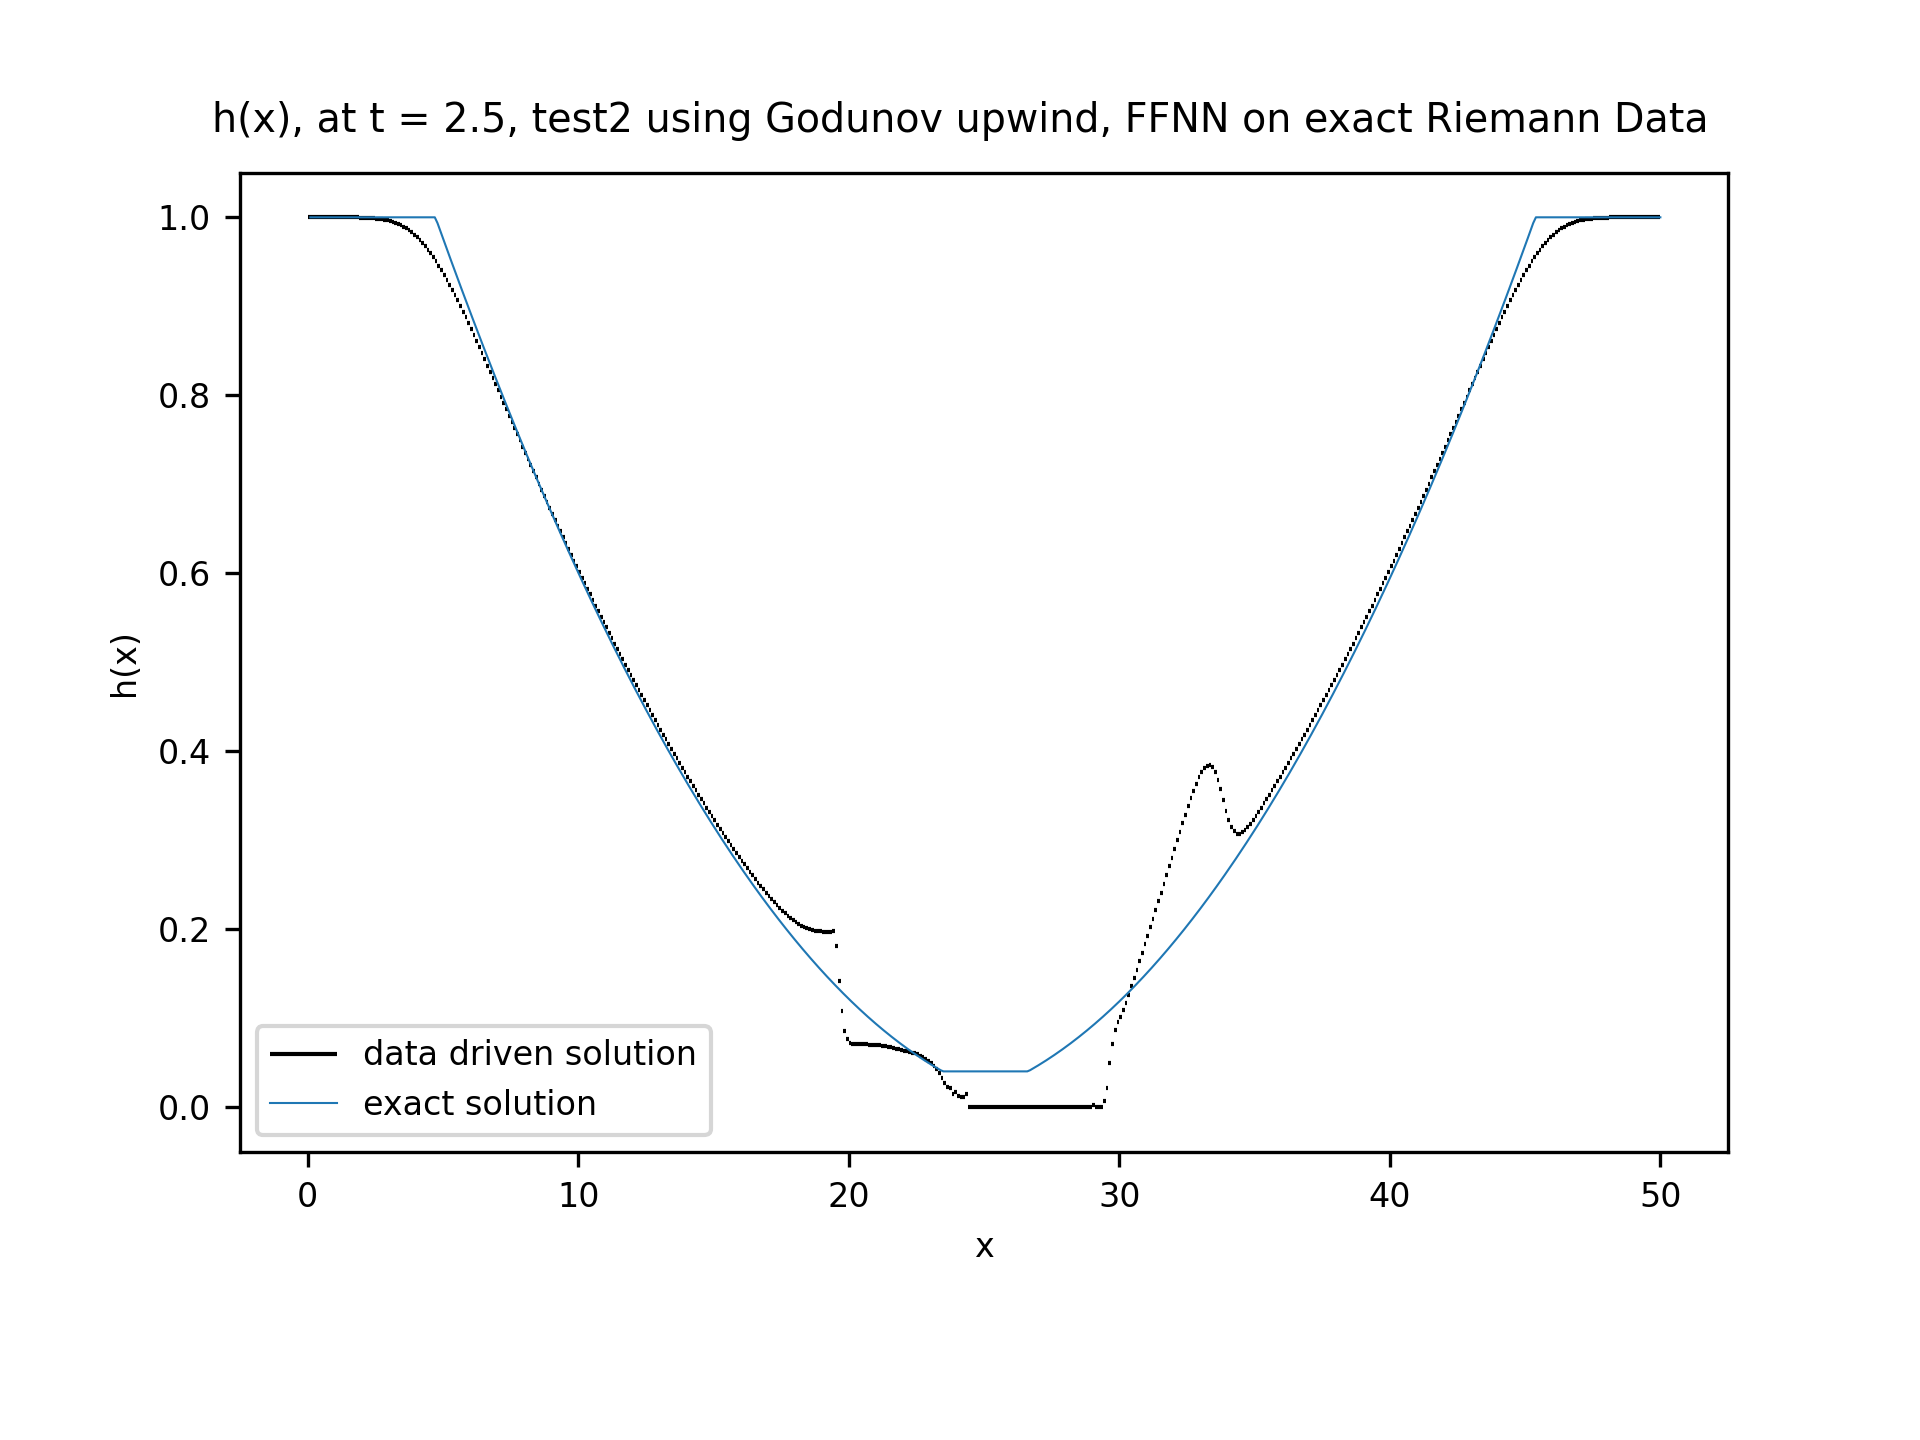 h(x), at t = 2.5, test2 using Godunov upwind, FFNN on exact Riemann Data
1.0
0.8
0.6
0.4
0.2
0.0
h(x)
data driven solution
exact solution
0 10 20 30 40 50
x